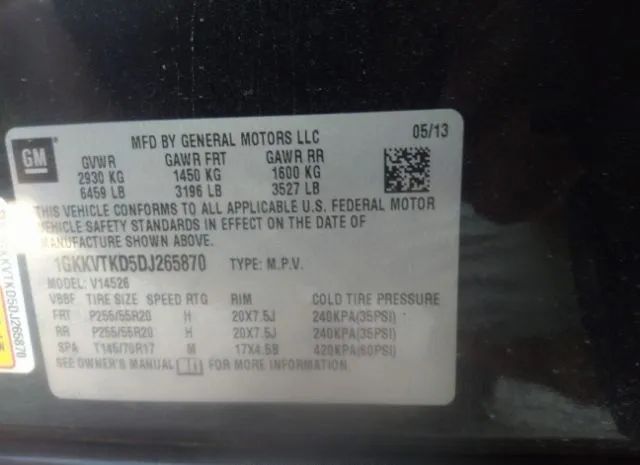 GM
MFD BY GENERAL MOTORS LLC
05/13
GVWR GAWR FRT GAWR RR
2930 KG 1450 KG 1600 KG
6459 LB 3196 LB 3527 LB
THIS VEHICLE CONFORMS TO ALL APPLICABLE U.S. FEDERAL MOTOR
VEHICLE SAFETY STANDARDS IN EFFECT ON THE DATE OF
MANUFACTURE SHOWN ABOVE.
1GKKVTKD5DJ265870 TYPE: M.P.V.
MODEL: V14526
VBBF TIRE SIZE SPEED RTG RIM COLD TIRE PRESSURE
FRT P255/55R20 H 20X7.5J 240KPA(35PSI)
RR P255/55R20 H 20X7.5J 240KPA(35PSI)
SPA T145/70R17 M 17X4.5B 420KPA(60PSI)
SEE OWNER'S MANUAL FOR MORE INFORMATION
KKVTKD5DJ265870